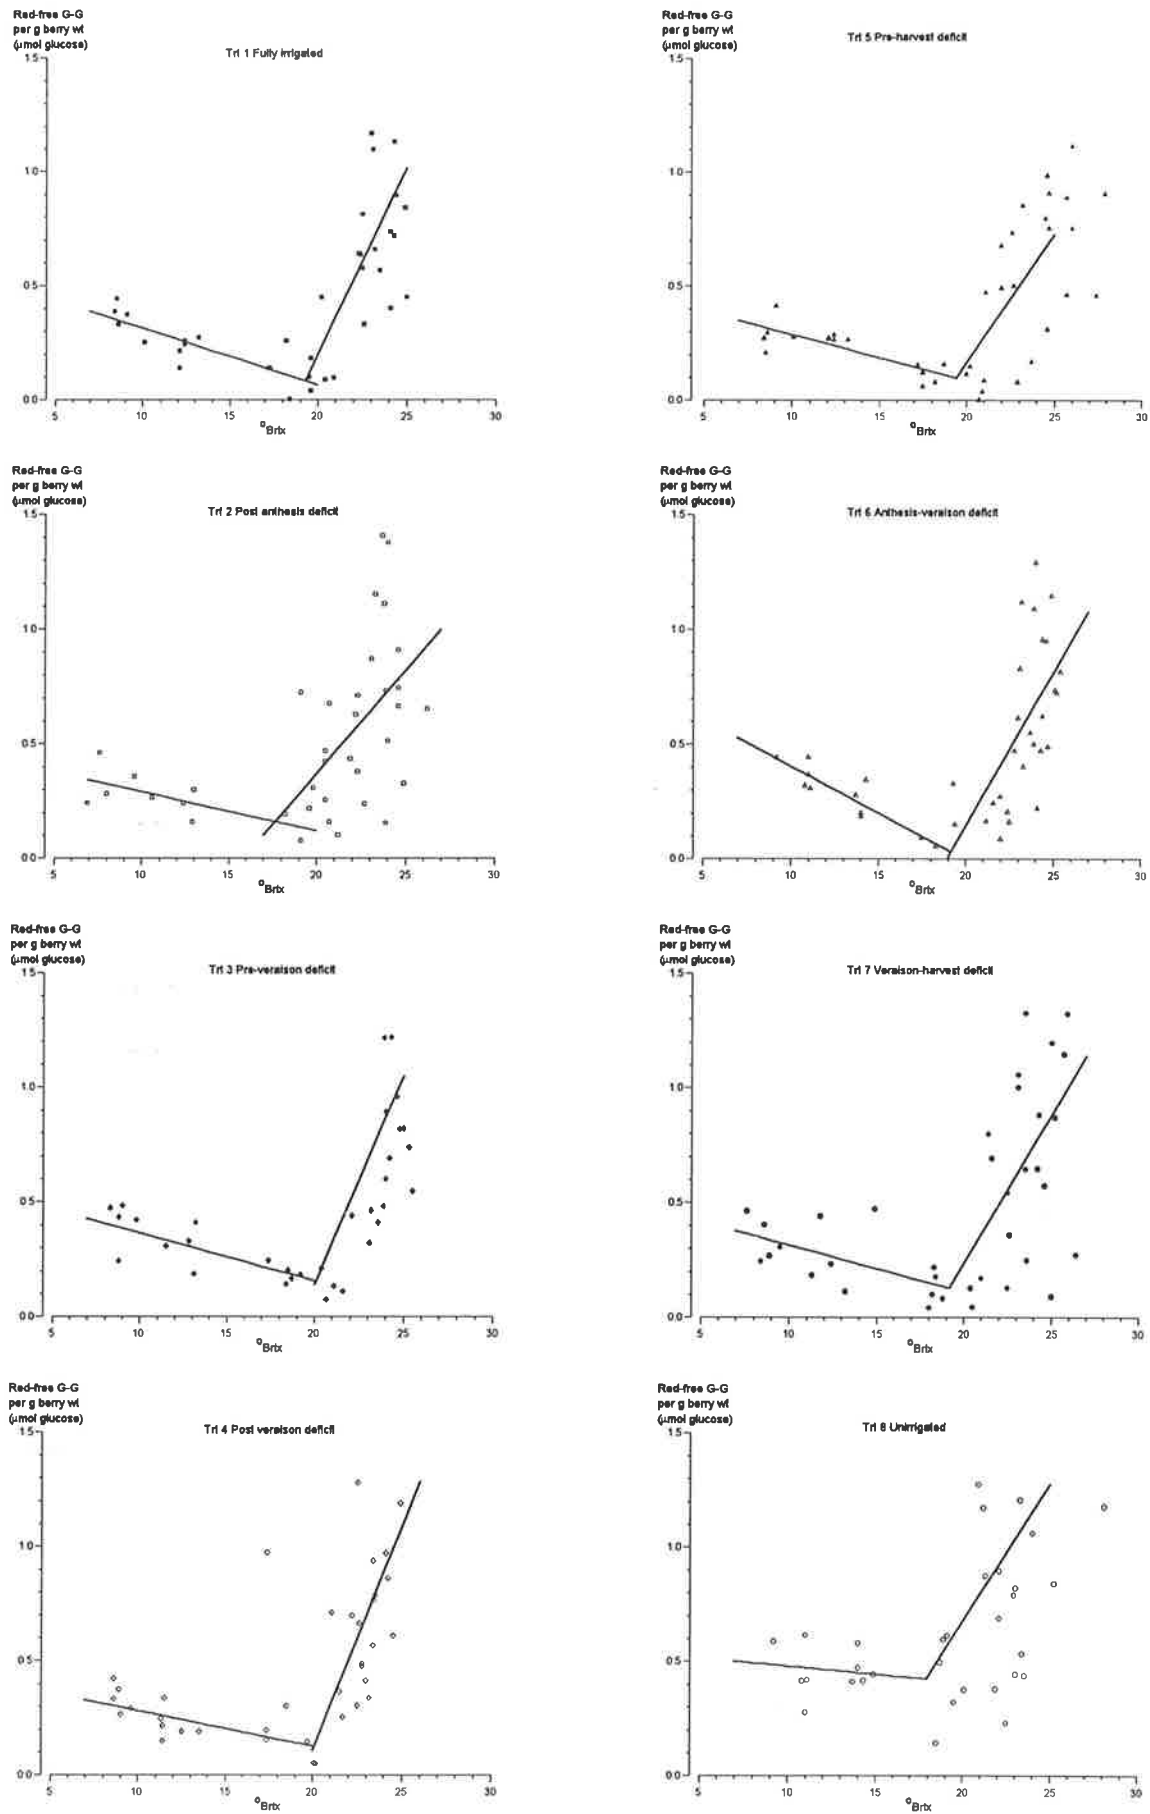 Red-free G-G
per g berry wt
(µmol glucose)
Trt 1 Fully irrigated
1.5
1.0
0.5
0.0
5 10 15 20 25 30
°Brix
Red-free G-G
per g berry wt
(µmol glucose)
Trt 5 Pre-harvest deficit
1.5
1.0
0.5
0.0
5 10 15 20 25 30
°Brix
Red-free G-G
per g berry wt
(µmol glucose)
Trt 2 Post anthesis deficit
1.5
1.0
0.5
0.0
5 10 15 20 25 30
°Brix
Red-free G-G
per g berry wt
(µmol glucose)
Trt 6 Anthesis-veraison deficit
1.5
1.0
0.5
0.0
5 10 15 20 25 30
°Brix
Red-free G-G
per g berry wt
(µmol glucose)
Trt 3 Pre-veraison deficit
1.5
1.0
0.5
0.0
5 10 15 20 25 30
°Brix
Red-free G-G
per g berry wt
(µmol glucose)
Trt 7 Veraison-harvest deficit
1.5
1.0
0.5
0.0
5 10 15 20 25 30
°Brix
Red-free G-G
per g berry wt
(µmol glucose)
Trt 4 Post veraison deficit
1.5
1.0
0.5
0.0
5 10 15 20 25 30
°Brix
Red-free G-G
per g berry wt
(µmol glucose)
Trt 8 Unirrigated
1.5
1.0
0.5
0.0
5 10 15 20 25 30
°Brix